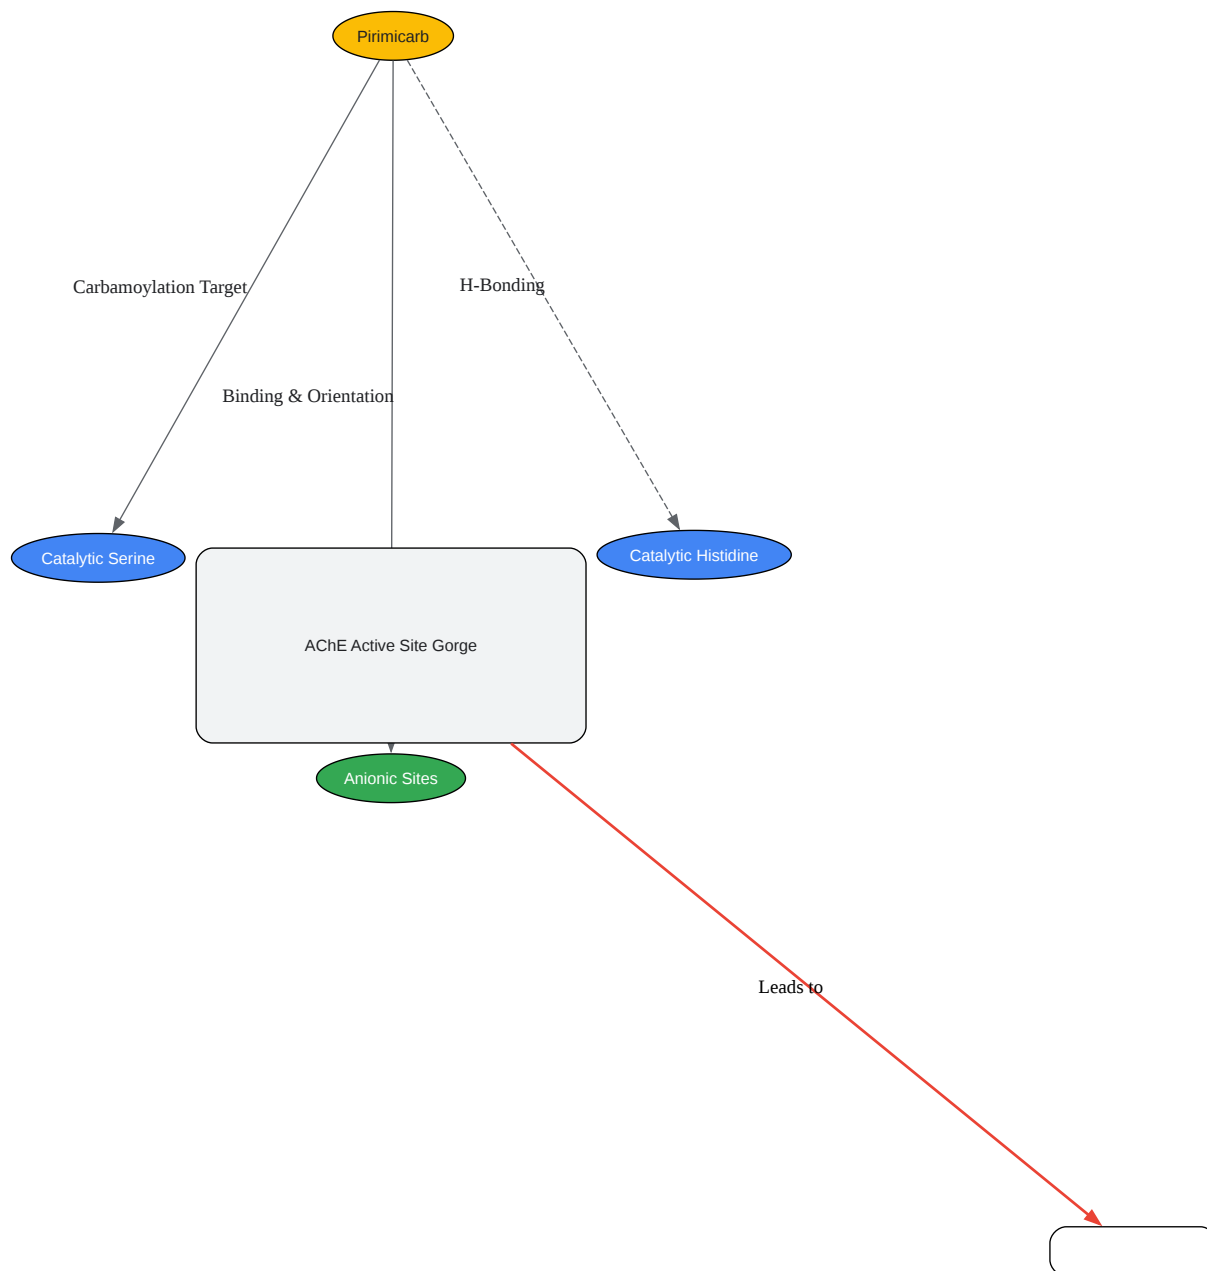 Pirimicarb
Carbamoylation Target
H-Bonding
Binding & Orientation
Catalytic Serine
Catalytic Histidine
AChE Active Site Gorge
Anionic Sites
Leads to